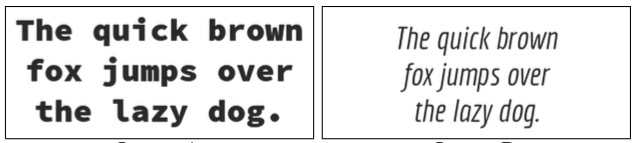 The quick brown
fox jumps over
the lazy dog.
The quick brown
fox jumps over
the lazy dog.